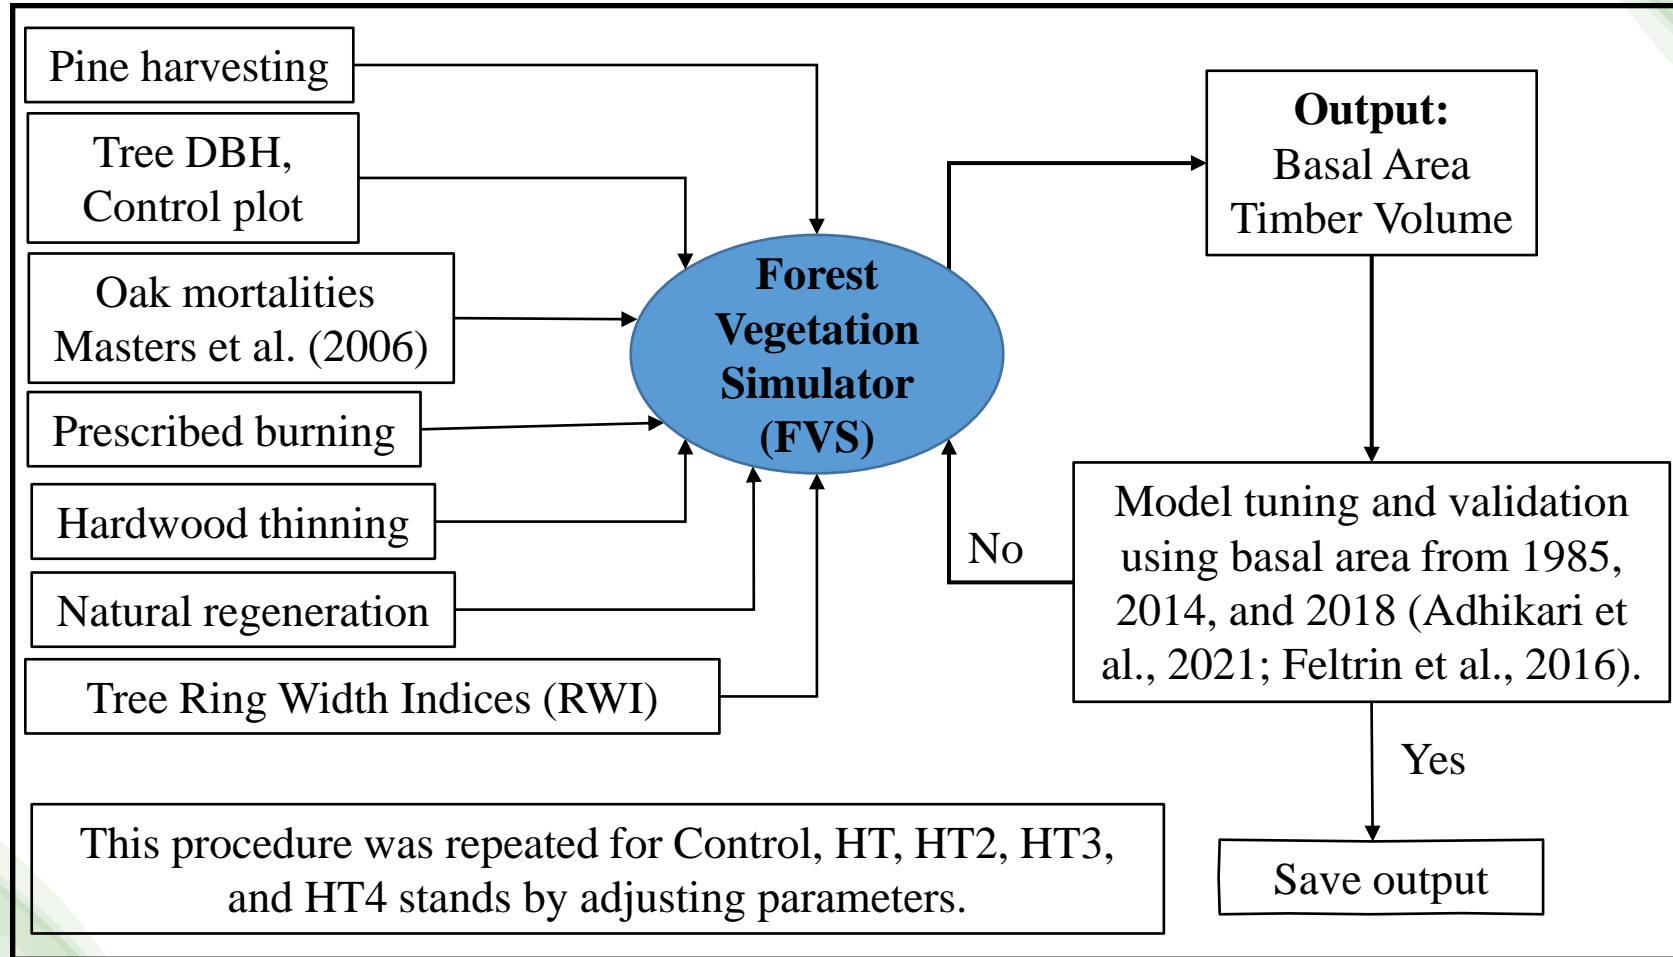 Pine harvesting
Tree DBH,
Control plot
Oak mortalities
Masters et al. (2006)
Prescribed burning
Hardwood thinning
Natural regeneration
Tree Ring Width Indices (RWI)
Forest
Vegetation
Simulator
(FVS)
Output:
Basal Area
Timber Volume
Model tuning and validation
using basal area from 1985,
2014, and 2018 (Adhikari et
al., 2021; Feltrin et al., 2016).
No
Yes
Save output
This procedure was repeated for Control, HT, HT2, HT3,
and HT4 stands by adjusting parameters.